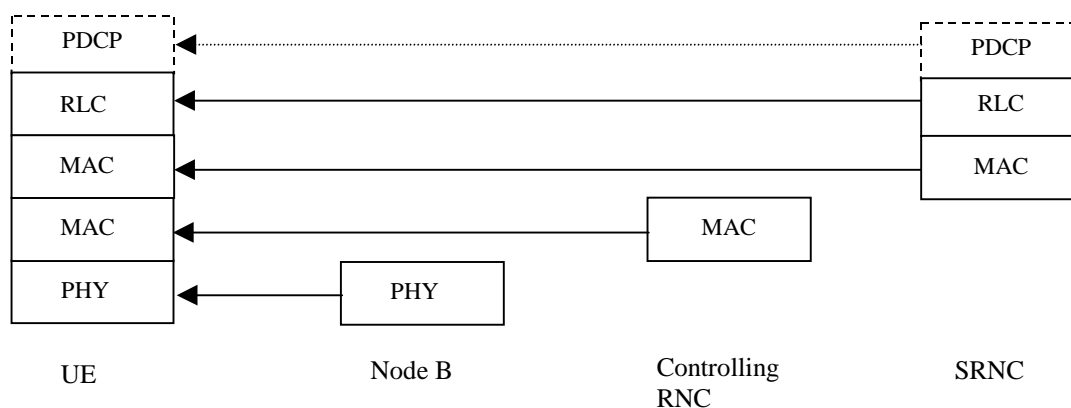 PDCP PDCP
RLC RLC
MAC MAC
MAC MAC
PHY PHY
UE Node B Controlling RNC SRNC